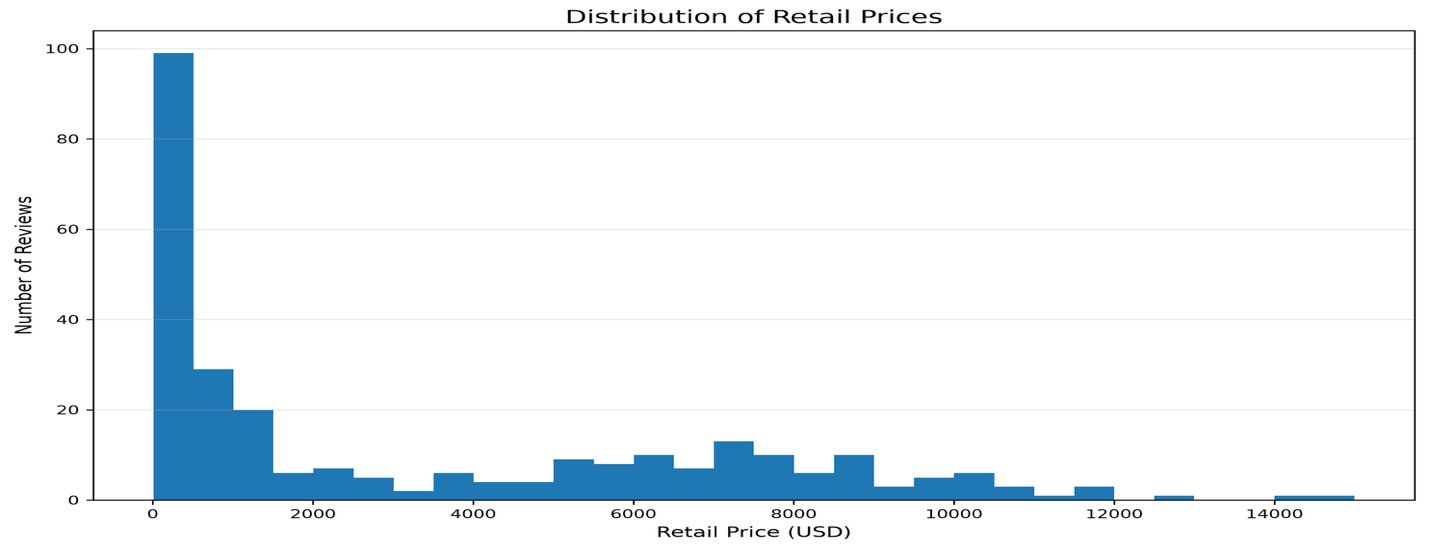 Distribution of Retail Prices
100
80
60
40
20
0
Number of Reviews
0 2000 4000 6000 8000 10000 12000 14000
Retail Price (USD)